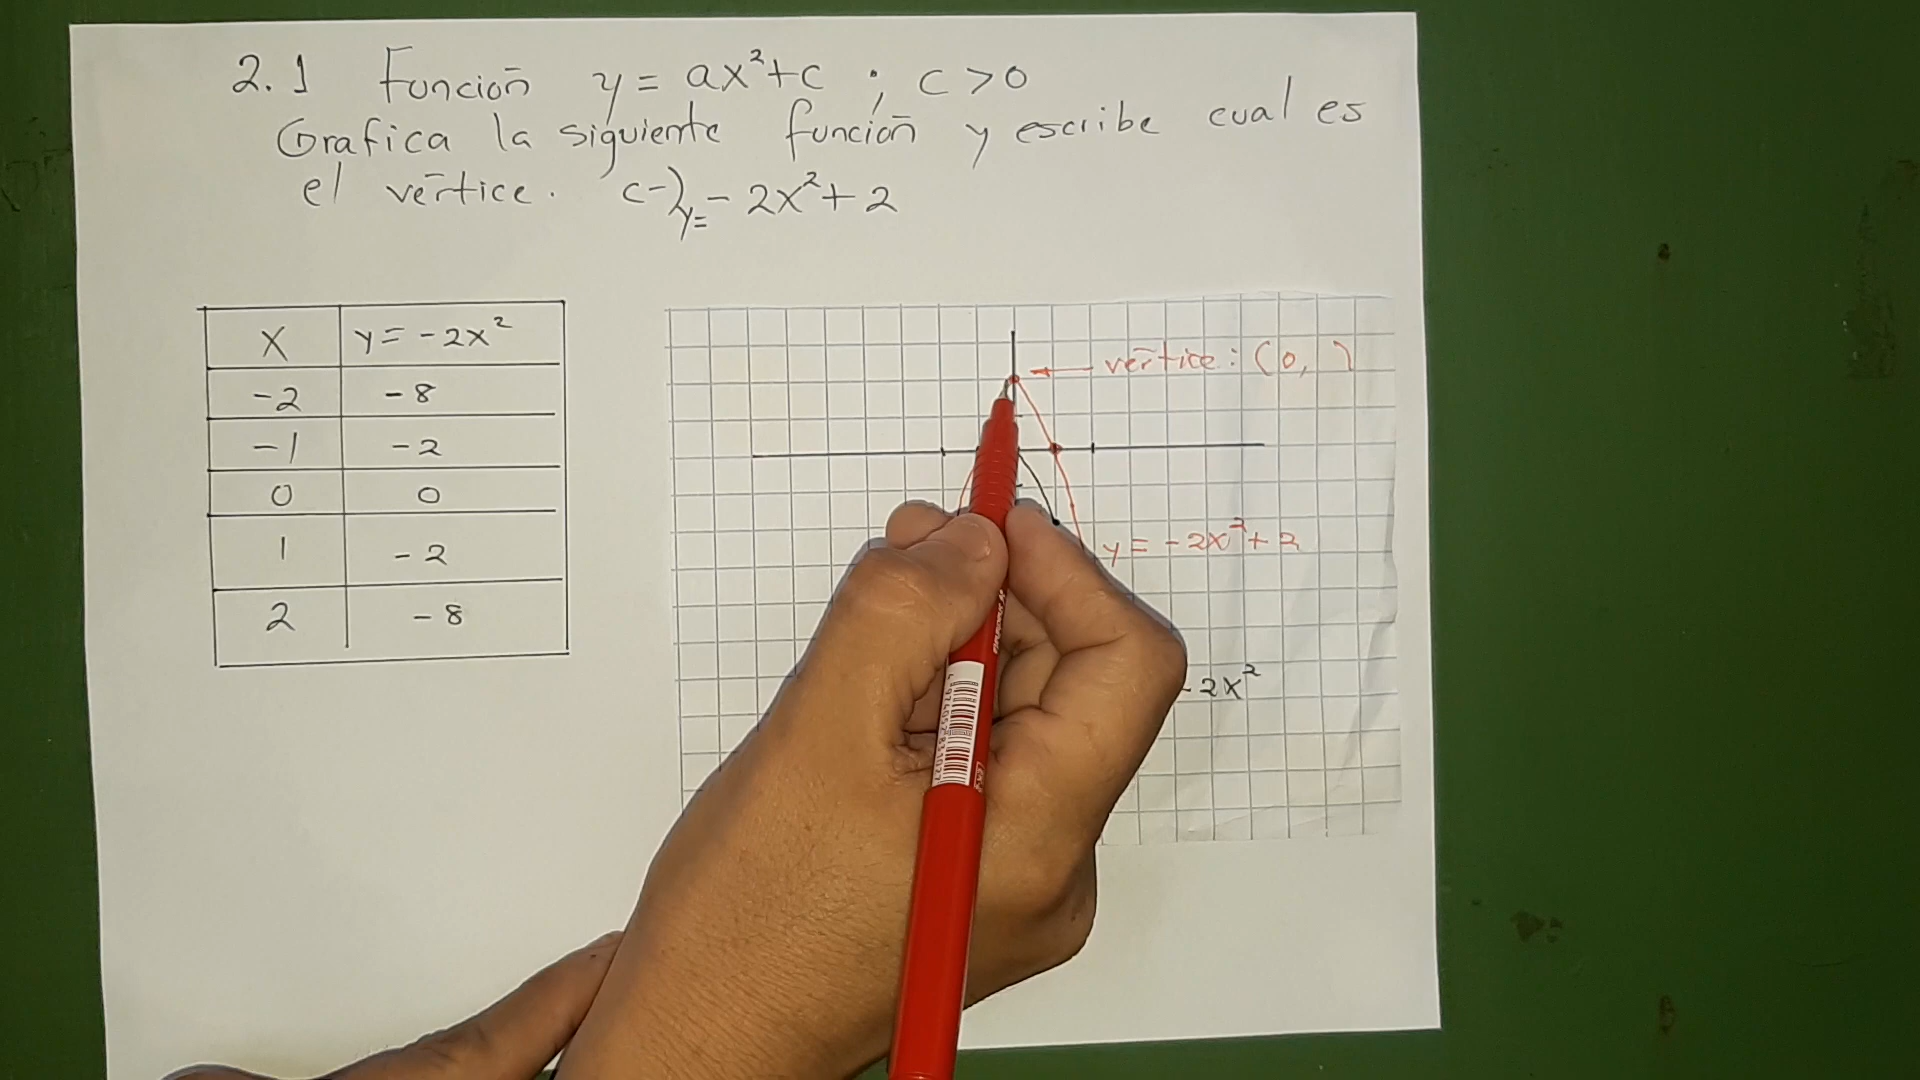 2.1 Función y = ax²+c ; c > 0
Grafica la siguiente función y escribe cual es
el vértice. c-) y= - 2x²+2
x y = -2x²
-2 -8
-1 -2
0 0
1 -2
2 -8
vértice: (0, )
y = -2x²+2
- 2x²